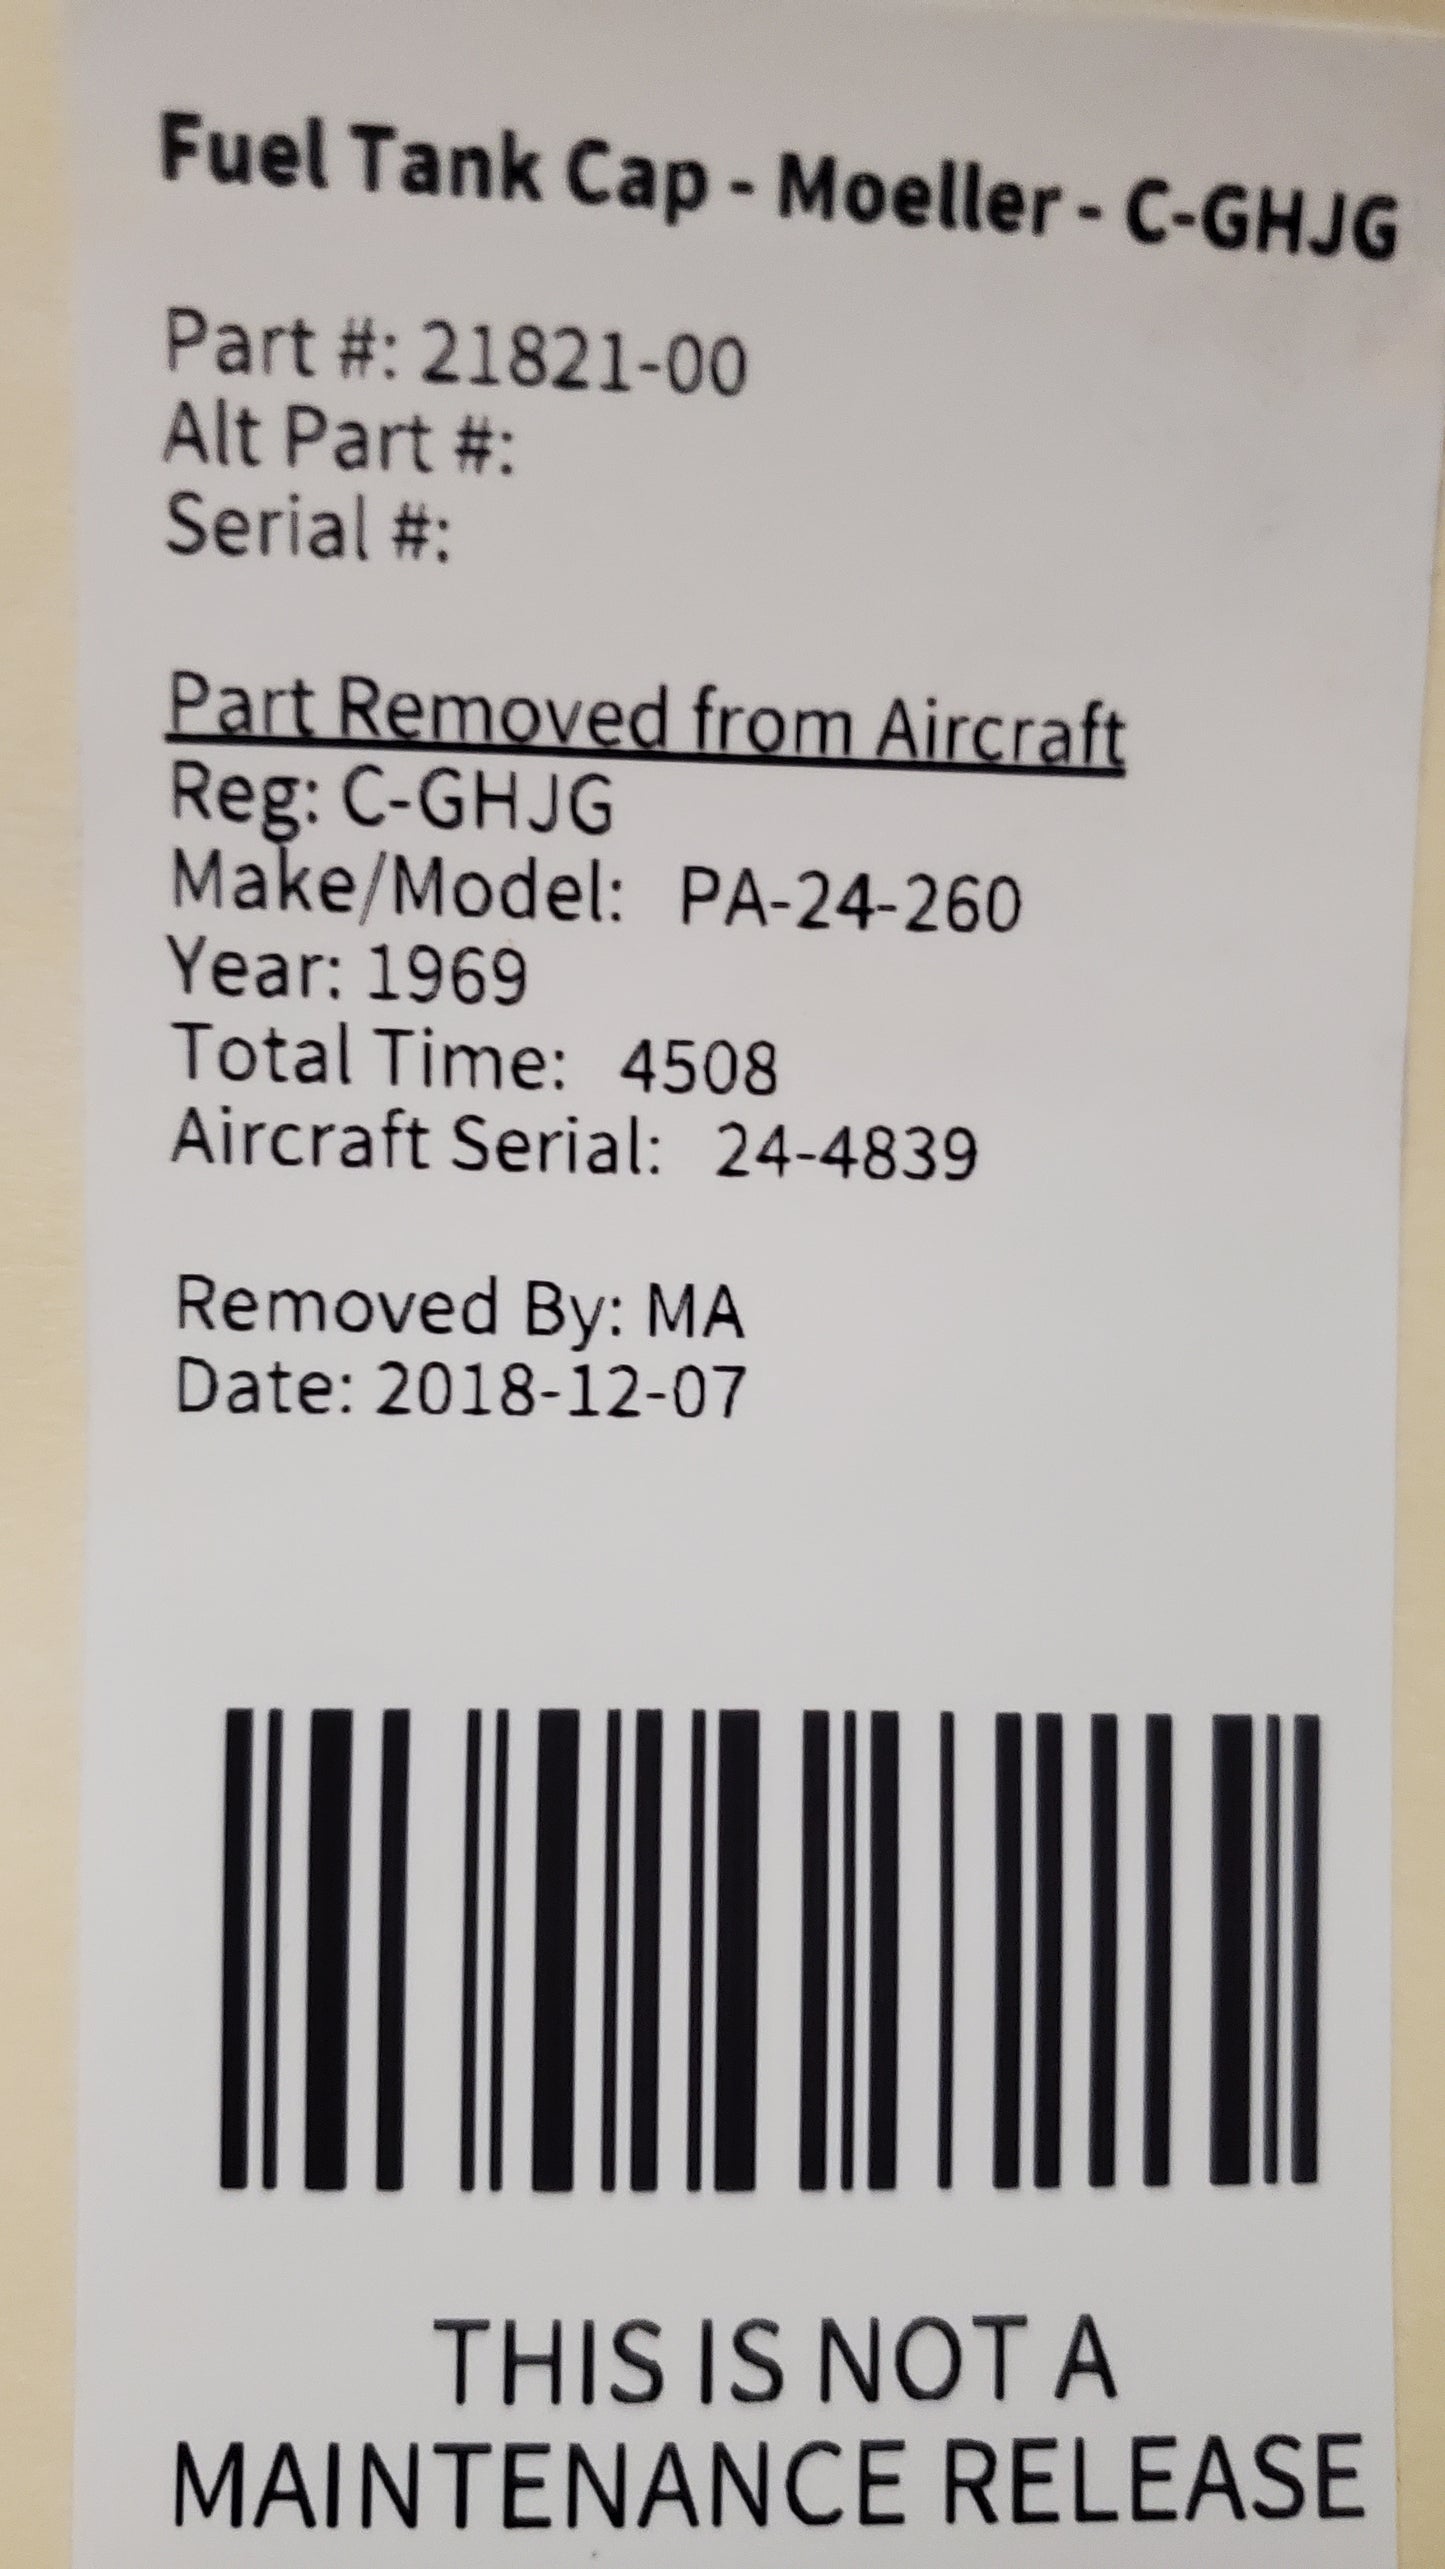 Fuel Tank Cap - Moeller - C-GHJG
Part #: 21821-00
Alt Part #:
Serial #:
Part Removed from Aircraft
Reg: C-GHJG
Make/Model: PA-24-260
Year: 1969
Total Time: 4508
Aircraft Serial: 24-4839
Removed By: MA
Date: 2018-12-07
THIS IS NOT A
MAINTENANCE RELEASE